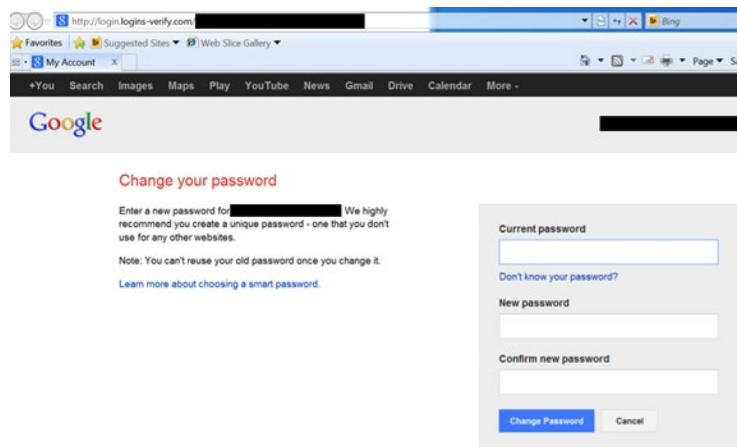 http://login.logins-verify.com/
Bing
Favorites Suggested Sites Web Slice Gallery
My Account X
Page
+You Search Images Maps Play YouTube News Gmail Drive Calendar More
Google
Change your password
Enter a new password for We highly
recommend you create a unique password - one that you don't
use for any other websites.
Note: You can't reuse your old password once you change it.
Learn more about choosing a smart password.
Current password
Don't know your password?
New password
Confirm new password
Change Password Cancel